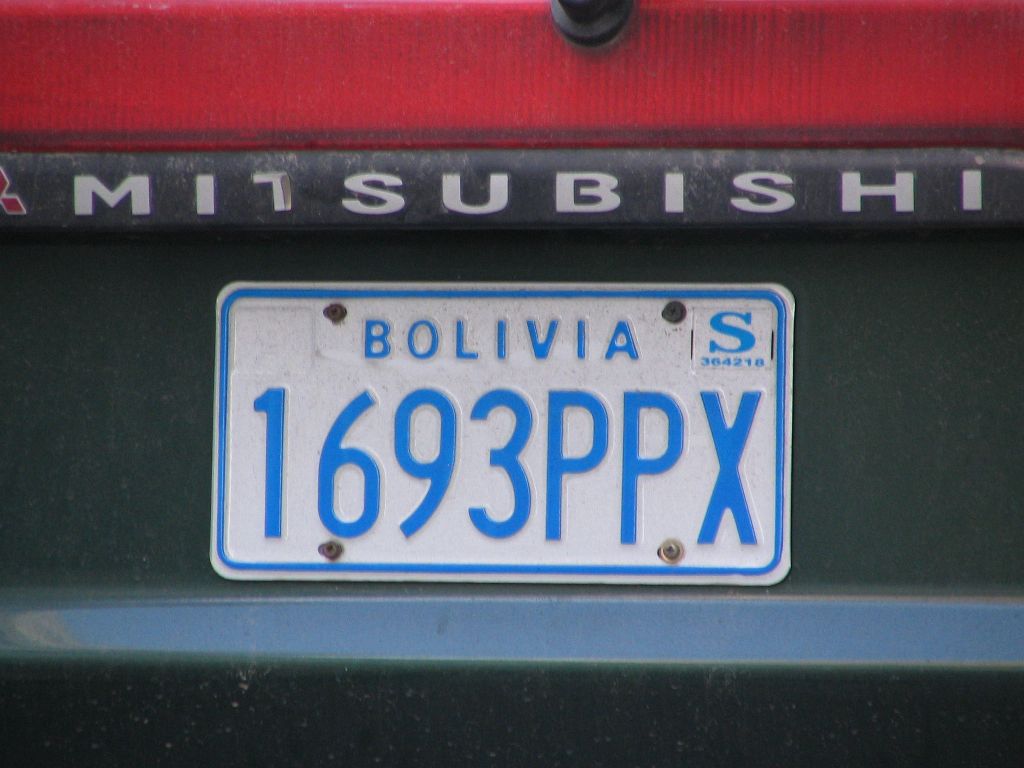 MITSUBISHI
BOLIVIA
S
364218
1693PPX